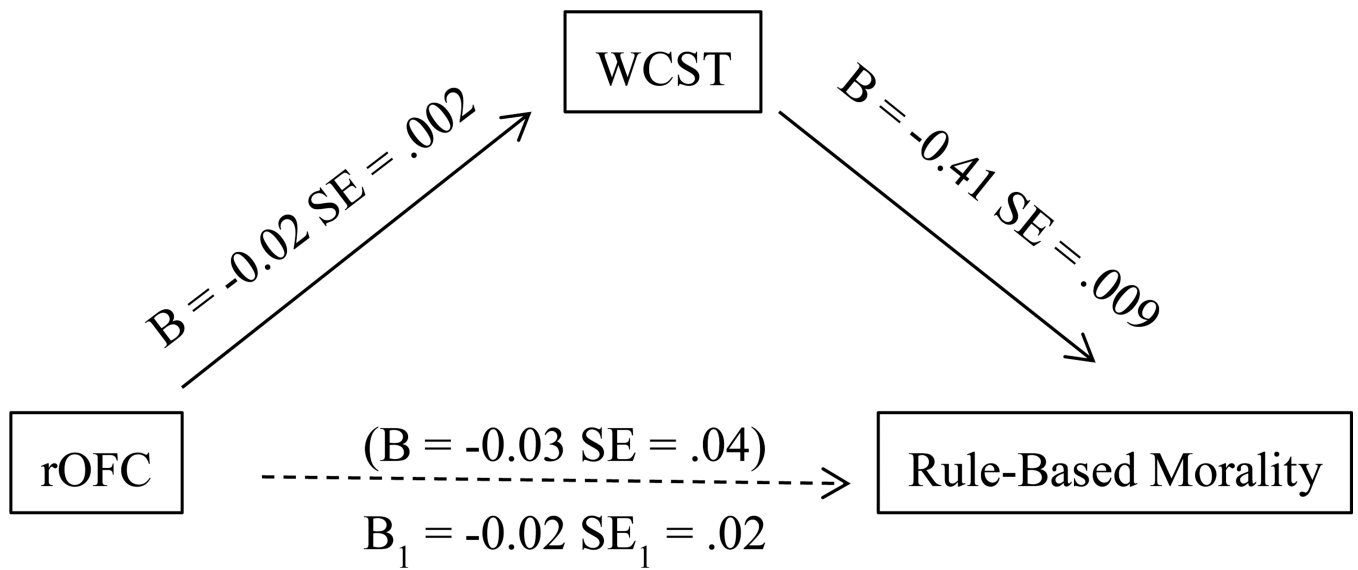 WCST
B = -0.02 SE = .002
B = -0.41 SE = .009
rOFC
(B = -0.03 SE = .04)
B₁ = -0.02 SE₁ = .02
Rule-Based Morality